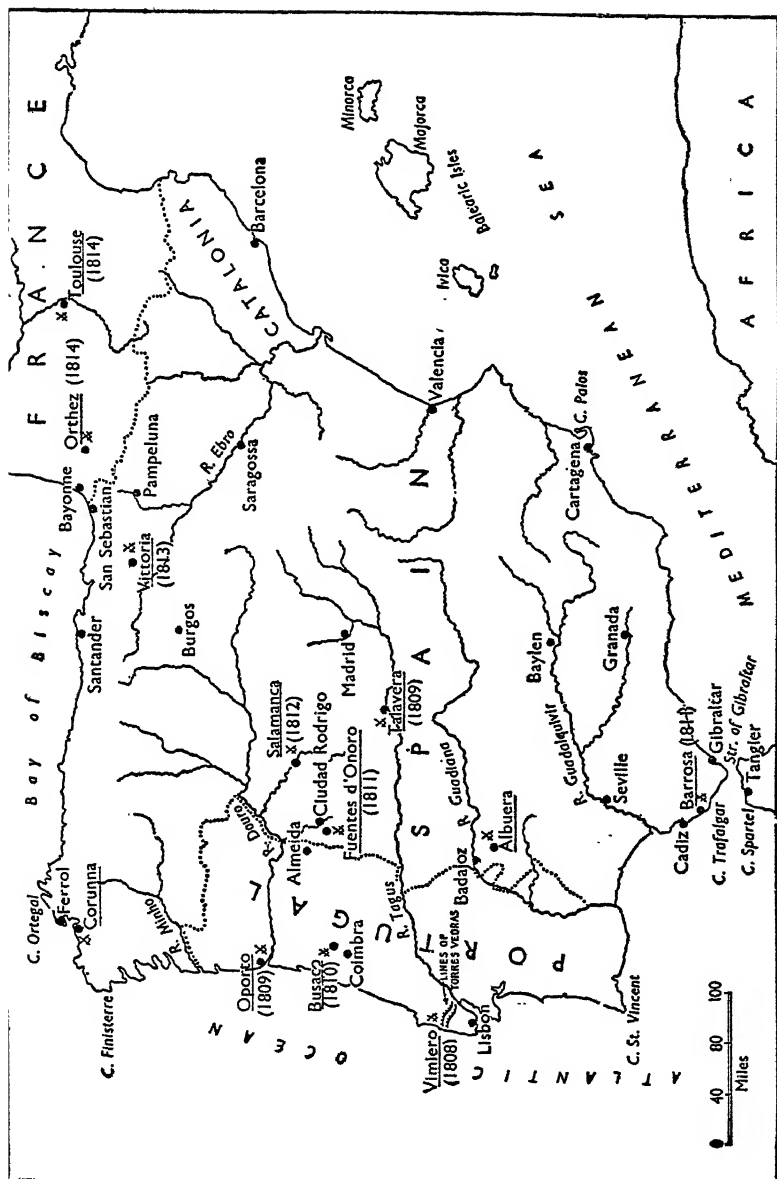 FRANCE
Bay of Biscay
C. Ortegal
Ferrol
Corunna
C. Finisterre
Santander
San Sebastian
Bayonne
Orthez (1814)
Toulouse
(1814)
Vittoria
(1843)
Pampeluna
Burgos
R. Ebro
Saragossa
CATALONIA
Barcelona
R. Minho
Oporto
(1809)
R. Douro
Salamanca
(1812)
Almeida
Ciudad Rodrigo
Fuentes d'Onoro
(1811)
Busaco
(1810)
Coimbra
Madrid
Talavera
(1809)
Minorca
Majorca
Balearic Isles
Ivica
Valencia
ATLANTIC OCEAN
PORTUGAL
SPAIN
R. Tagus
LINES OF
TORRES VEDRAS
Vimiero
(1808)
Lisbon
Badajoz
R. Guadiana
Albuera
C. St. Vincent
Baylen
R. Guadalquivir
Seville
Granada
Cartagena
C. Palos
MEDITERRANEAN SEA
Cadiz
Barrosa (1811)
C. Trafalgar
Gibraltar
Str. of Gibraltar
C. Spartel
Tangier
AFRICA
0 40 80 100
Miles